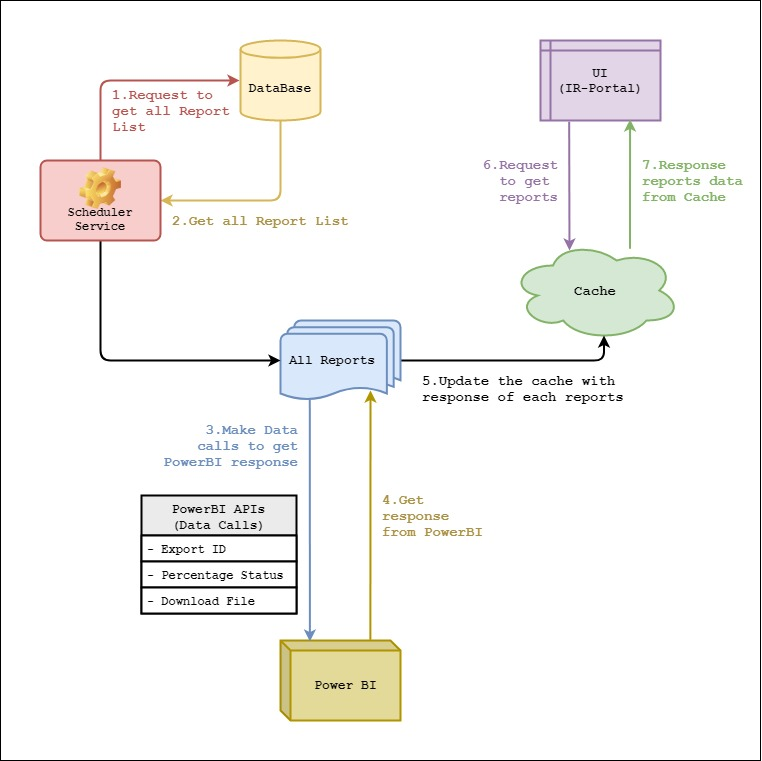 DataBase
UI
(IR-Portal)
1.Request to
get all Report
List
6.Request
to get
reports
7.Response
reports data
from Cache
Scheduler
Service
2.Get all Report List
Cache
All Reports
5.Update the cache with
response of each reports
3.Make Data
calls to get
PowerBI response
4.Get
response
from PowerBI
PowerBI APIs
(Data Calls)
- Export ID
- Percentage Status
- Download File
Power BI